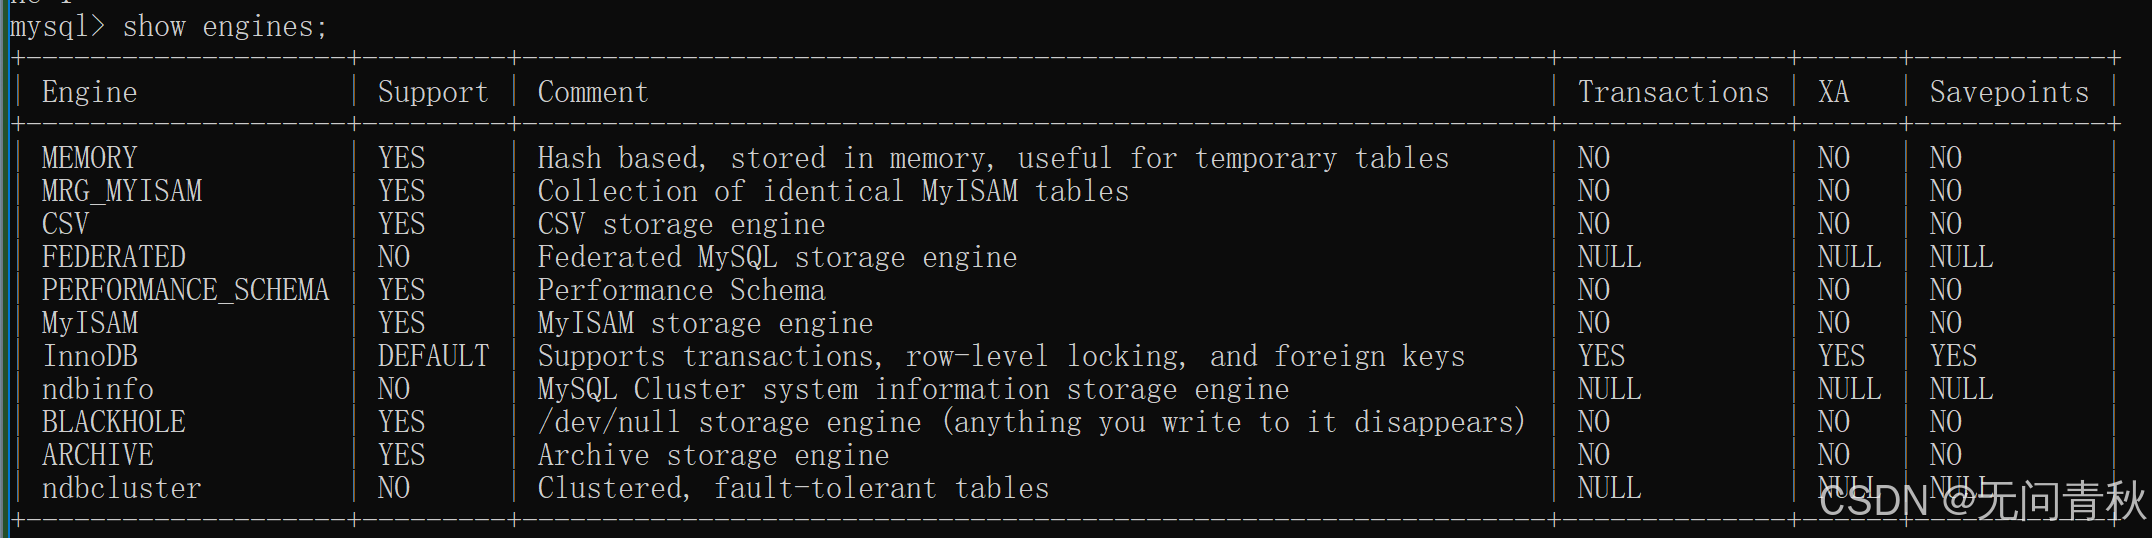 mysql> show engines;
+--------------------+---------+----------------------------------------------------------------+--------------+------+------------+
| Engine | Support | Comment | Transactions | XA | Savepoints |
+--------------------+---------+----------------------------------------------------------------+--------------+------+------------+
| MEMORY | YES | Hash based, stored in memory, useful for temporary tables | NO | NO | NO |
| MRG_MYISAM | YES | Collection of identical MyISAM tables | NO | NO | NO |
| CSV | YES | CSV storage engine | NO | NO | NO |
| FEDERATED | NO | Federated MySQL storage engine | NULL | NULL | NULL |
| PERFORMANCE_SCHEMA | YES | Performance Schema | NO | NO | NO |
| MyISAM | YES | MyISAM storage engine | NO | NO | NO |
| InnoDB | DEFAULT | Supports transactions, row-level locking, and foreign keys | YES | YES | YES |
| ndbinfo | NO | MySQL Cluster system information storage engine | NULL | NULL | NULL |
| BLACKHOLE | YES | /dev/null storage engine (anything you write to it disappears) | NO | NO | NO |
| ARCHIVE | YES | Archive storage engine | NO | NO | NO |
| ndbcluster | NO | Clustered, fault-tolerant tables | NULL | NULL | NULL |
+--------------------+---------+----------------------------------------------------------------+--------------+------+------------+
CSDN @无问青秋